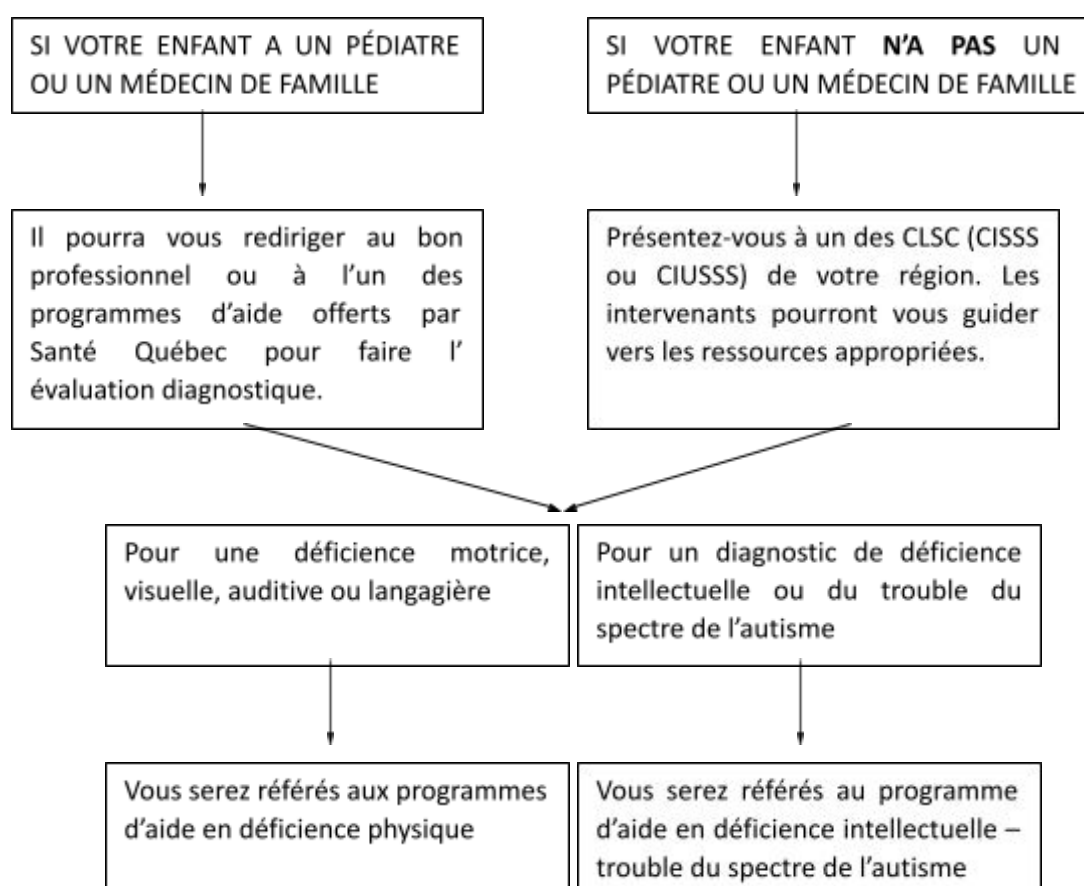 SI VOTRE ENFANT A UN PÉDIATRE
OU UN MÉDECIN DE FAMILLE
SI VOTRE ENFANT N'A PAS UN
PÉDIATRE OU UN MÉDECIN DE FAMILLE
Il pourra vous rediriger au bon
professionnel ou à l'un des
programmes d'aide offerts par
Santé Québec pour faire l'
évaluation diagnostique.
Présentez-vous à un des CLSC (CISSS
ou CIUSSS) de votre région. Les
intervenants pourront vous guider
vers les ressources appropriées.
Pour une déficience motrice,
visuelle, auditive ou langagière
Pour un diagnostic de déficience
intellectuelle ou du trouble du
spectre de l'autisme
Vous serez référés aux programmes
d'aide en déficience physique
Vous serez référés au programme
d'aide en déficience intellectuelle –
trouble du spectre de l'autisme